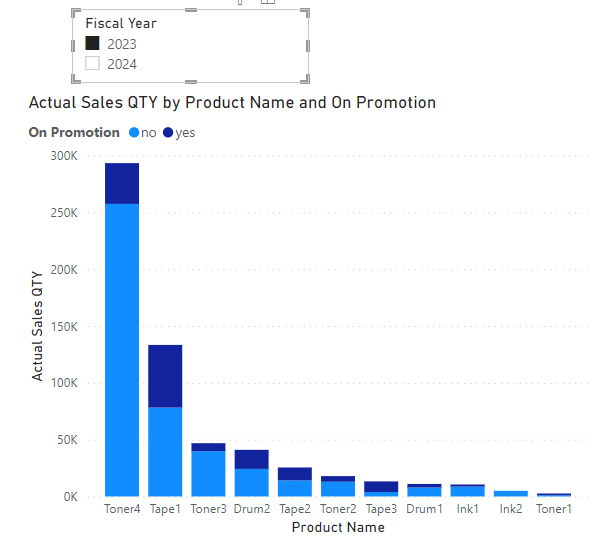 Fiscal Year
2023
2024
Actual Sales QTY by Product Name and On Promotion
On Promotion no yes
300K
250K
200K
150K
100K
50K
0K
Actual Sales QTY
Toner4 Tape1 Toner3 Drum2 Tape2 Toner2 Tape3 Drum1 Ink1 Ink2 Toner1
Product Name